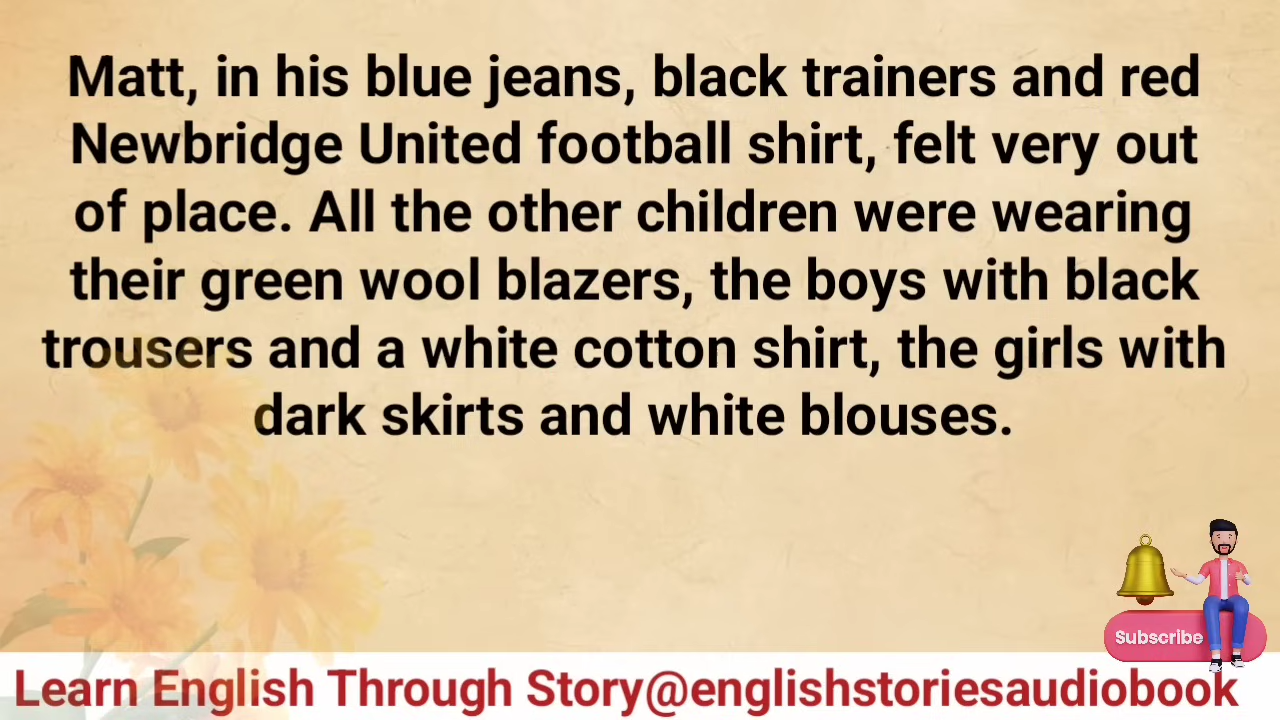 Matt, in his blue jeans, black trainers and red
Newbridge United football shirt, felt very out
of place. All the other children were wearing
their green wool blazers, the boys with black
trousers and a white cotton shirt, the girls with
dark skirts and white blouses.
Subscribe
Learn English Through Story@englishstoriesaudiobook